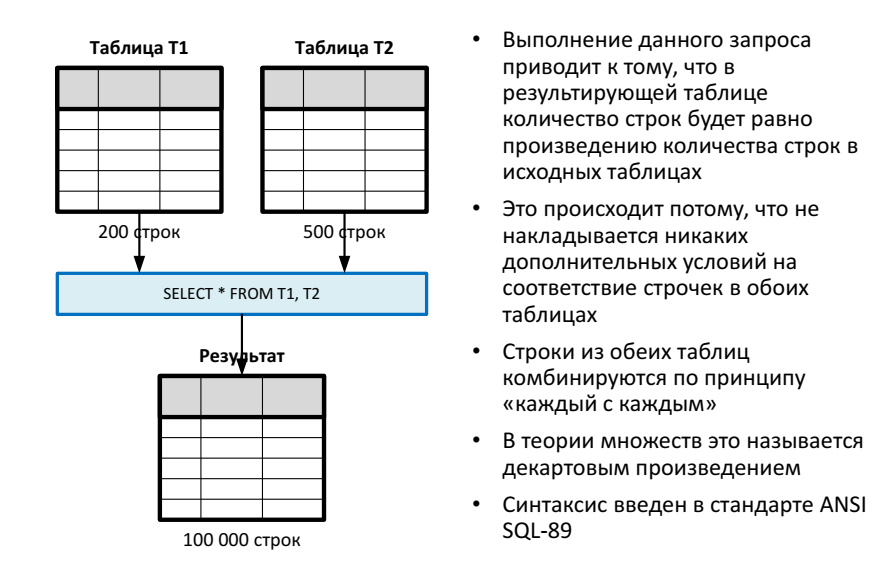 Таблица T1
Таблица T2
200 строк
500 строк
SELECT * FROM T1, T2
Результат
100 000 строк
• Выполнение данного запроса
приводит к тому, что в
результирующей таблице
количество строк будет равно
произведению количества строк в
исходных таблицах
• Это происходит потому, что не
накладывается никаких
дополнительных условий на
соответствие строчек в обоих
таблицах
• Строки из обеих таблиц
комбинируются по принципу
«каждый с каждым»
• В теории множеств это называется
декартовым произведением
• Синтаксис введен в стандарте ANSI
SQL-89